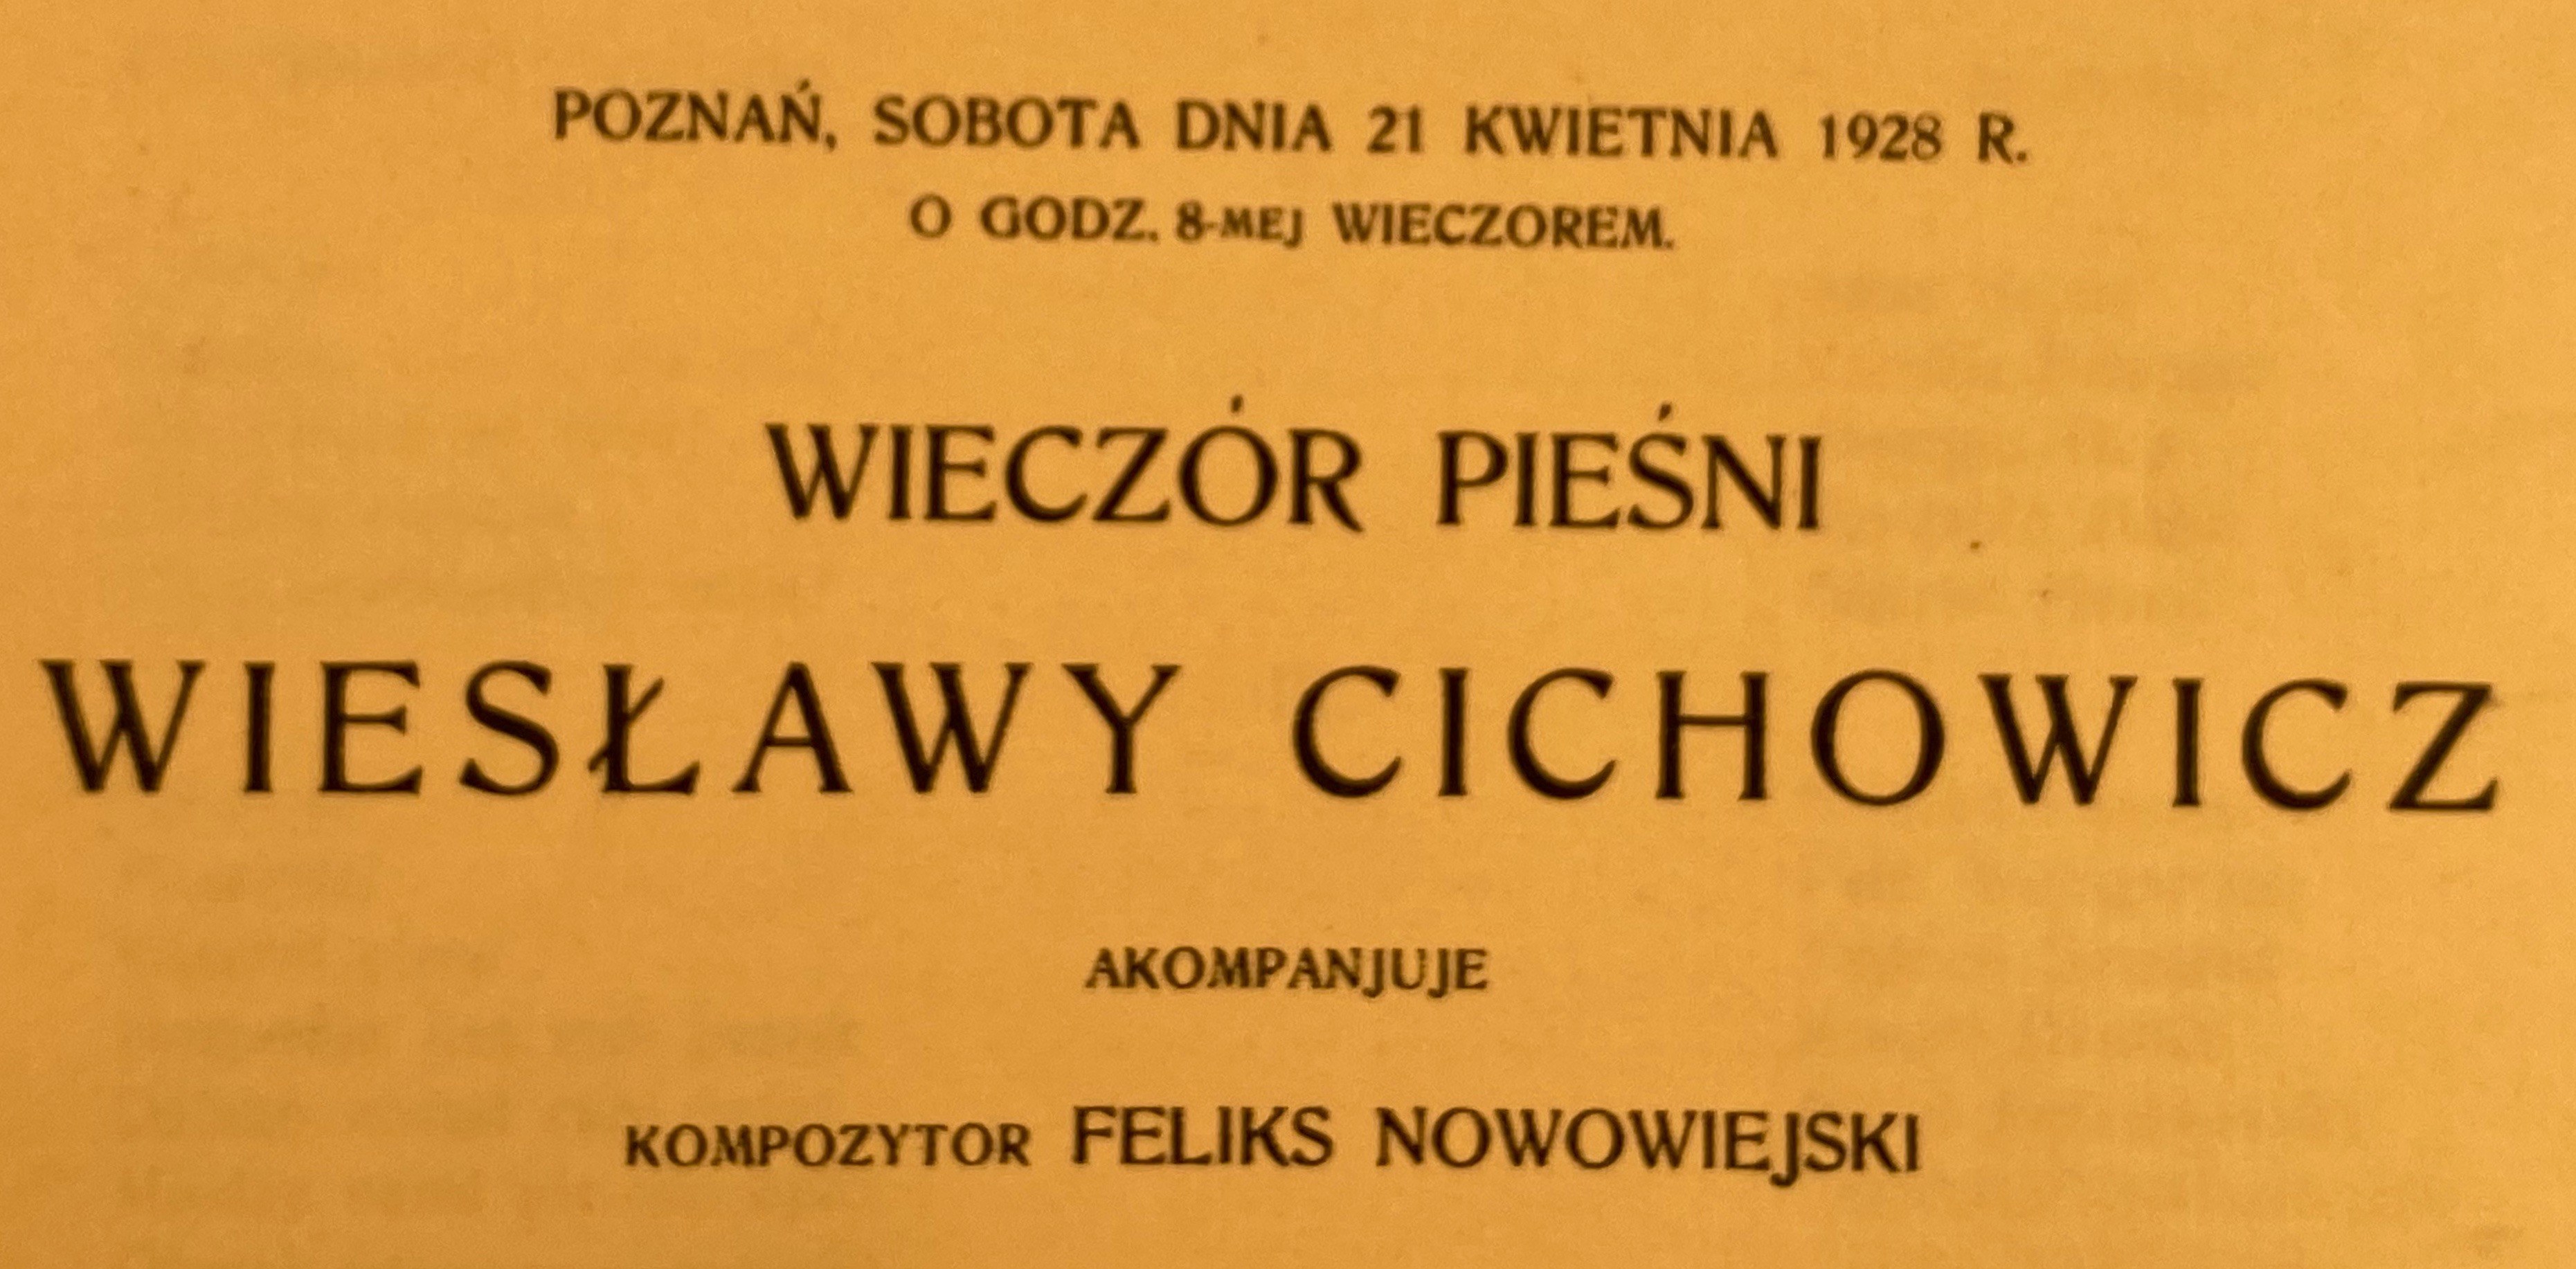 POZNAŃ, SOBOTA DNIA 21 KWIETNIA 1928 R.
O GODZ. 8-MEJ WIECZOREM.
WIECZÓR PIEŚNI
WIESŁAWY CICHOWICZ
AKOMPANJUJE
KOMPOZYTOR FELIKS NOWOWIEJSKI